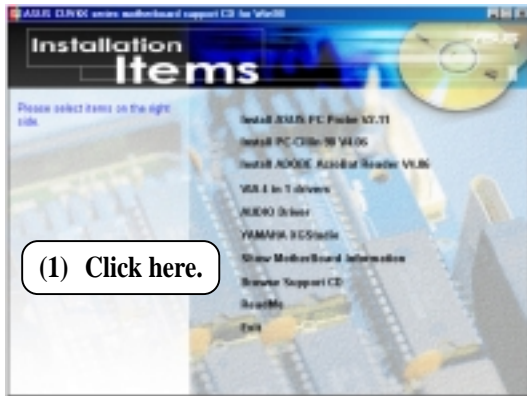 ASUS CUV4X series motherboard support CD for Win98
Installation
Items
ASUS
Please select items on the right
side.
Install ASUS PC Probe V2.11
Install PC-Cillin 98 V4.06
Install ADOBE Acrobat Reader V4.06
VIA 4 in 1 drivers
AUDIO Driver
YAMAHA XGStudio
Show MotherBoard information
(1) Click here.
Browse Support CD
ReadMe
Exit